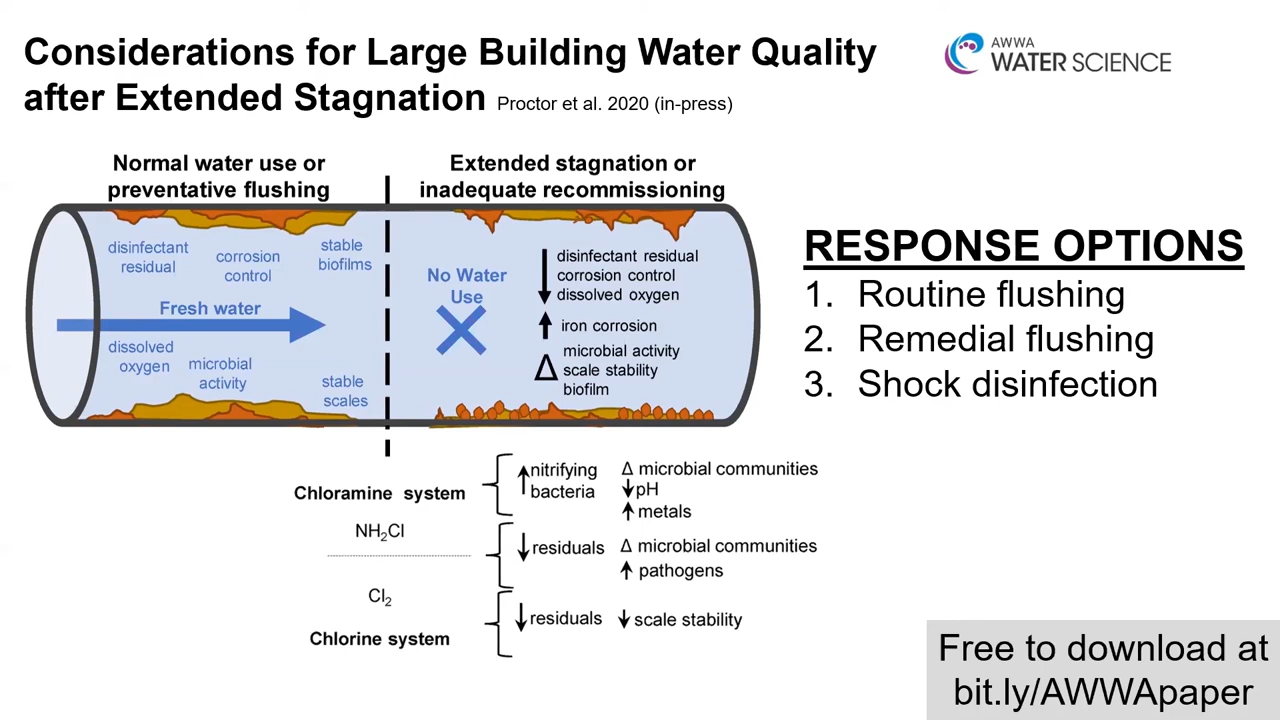 Considerations for Large Building Water Quality
after Extended Stagnation Proctor et al. 2020 (in-press)
AWWA
WATER SCIENCE
Normal water use or
preventative flushing
Extended stagnation or
inadequate recommissioning
disinfectant
residual
corrosion
control
stable
biofilms
Fresh water
dissolved
oxygen
microbial
activity
stable
scales
No Water
Use
↓ disinfectant residual
corrosion control
dissolved oxygen
↑ iron corrosion
Δ microbial activity
scale stability
biofilm
RESPONSE OPTIONS
1. Routine flushing
2. Remedial flushing
3. Shock disinfection
Chloramine system
NH₂Cl
Cl₂
Chlorine system
↑ nitrifying
bacteria
Δ microbial communities
↓ pH
↑ metals
↓ residuals
Δ microbial communities
↑ pathogens
↓ residuals
↓ scale stability
Free to download at
bit.ly/AWWApaper